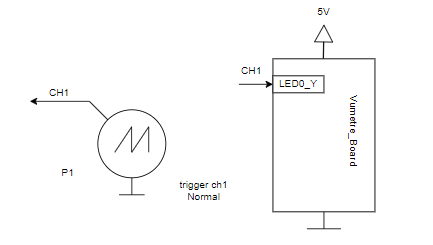 5V
CH1
LED0_Y
CH1
Vumetre_Board
P1
trigger ch1
Normal